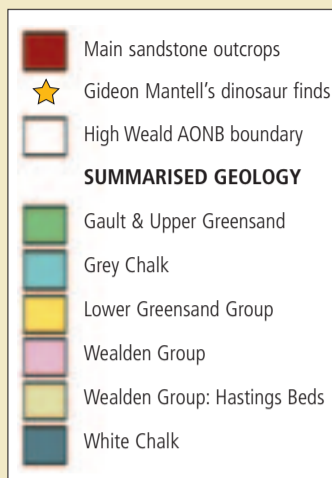 Main sandstone outcrops
Gideon Mantell's dinosaur finds
High Weald AONB boundary
SUMMARISED GEOLOGY
Gault & Upper Greensand
Grey Chalk
Lower Greensand Group
Wealden Group
Wealden Group: Hastings Beds
White Chalk